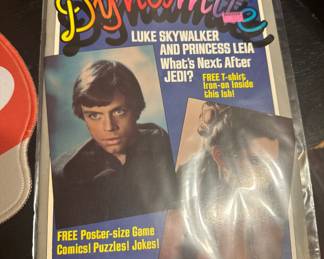 Dynamite
LUKE SKYWALKER
AND PRINCESS LEIA
What's Next After
JEDI?
FREE T-shirt
Iron-on Inside
this Ish!
FREE Poster-size Game
Comics! Puzzles! Jokes!